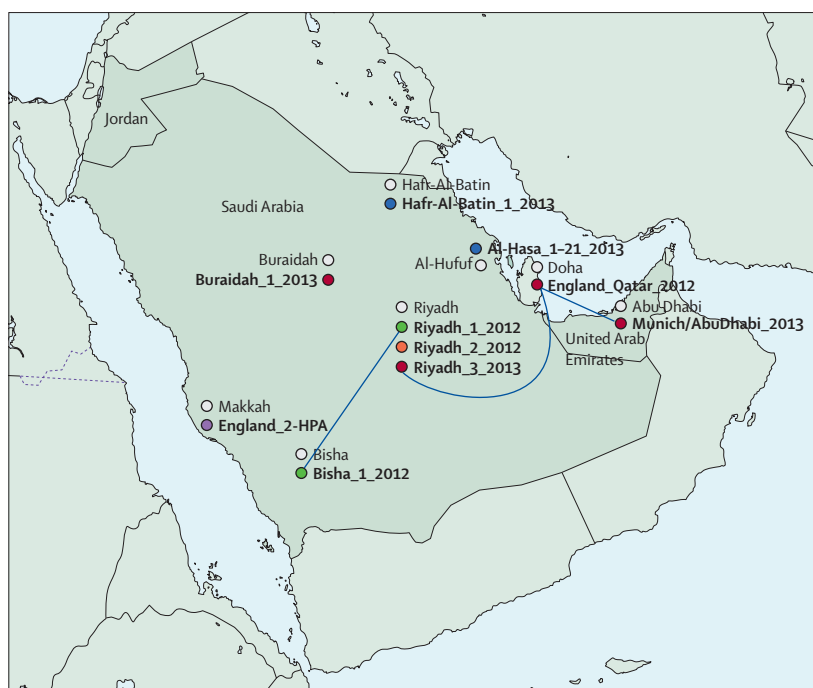 Jordan
Hafr-Al-Batin
Hafr-Al-Batin_1_2013
Saudi Arabia
Al-Hasa_1–21_2013
Buraidah
Al-Hufuf
Doha
Buraidah_1_2013
England_Qatar_2012
Riyadh
Abu Dhabi
Riyadh_1_2012
Munich/AbuDhabi_2013
Riyadh_2_2012
United Arab
Emirates
Riyadh_3_2013
Makkah
England_2-HPA
Bisha
Bisha_1_2012